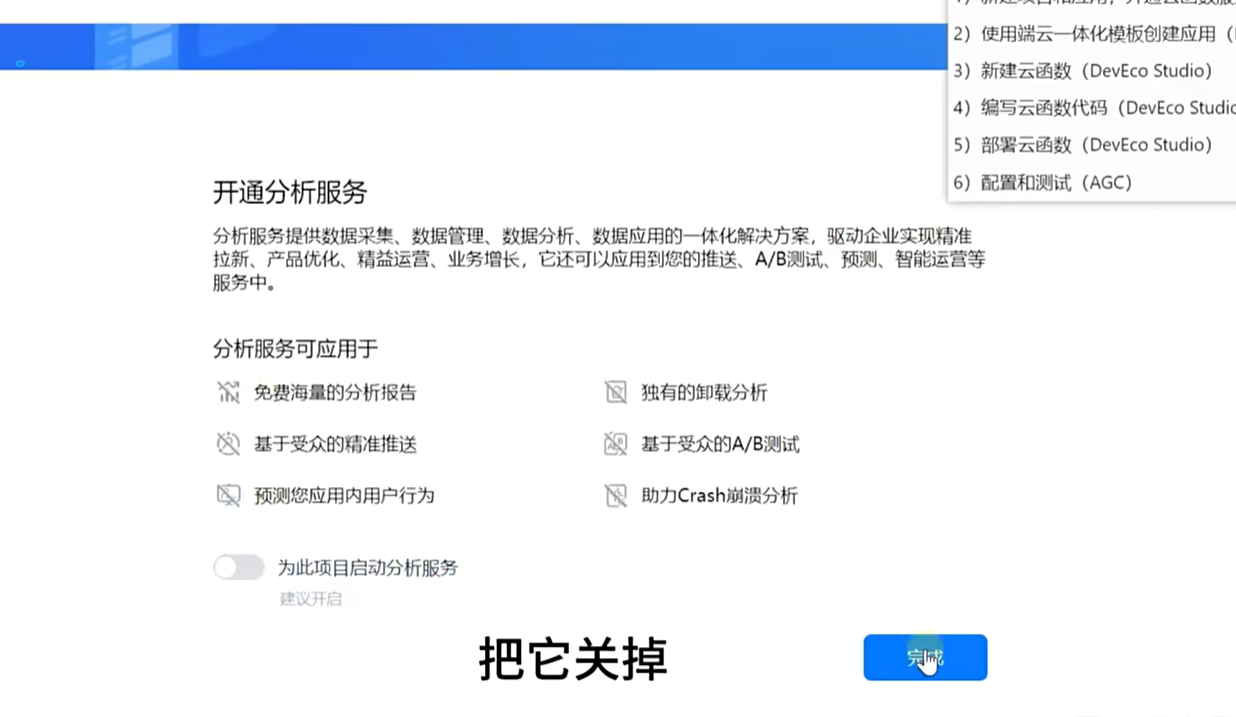 2）使用端云一体化模板创建应用（
3）新建云函数（DevEco Studio）
4）编写云函数代码（DevEco Studio
5）部署云函数（DevEco Studio）
6）配置和测试（AGC）
开通分析服务
分析服务提供数据采集、数据管理、数据分析、数据应用的一体化解决方案，驱动企业实现精准
拉新、产品优化、精益运营、业务增长，它还可以应用到您的推送、A/B测试、预测、智能运营等
服务中。
分析服务可应用于
免费海量的分析报告
独有的卸载分析
基于受众的精准推送
基于受众的A/B测试
预测您应用内用户行为
助力Crash崩溃分析
为此项目启动分析服务
建议开启
把它关掉
完成